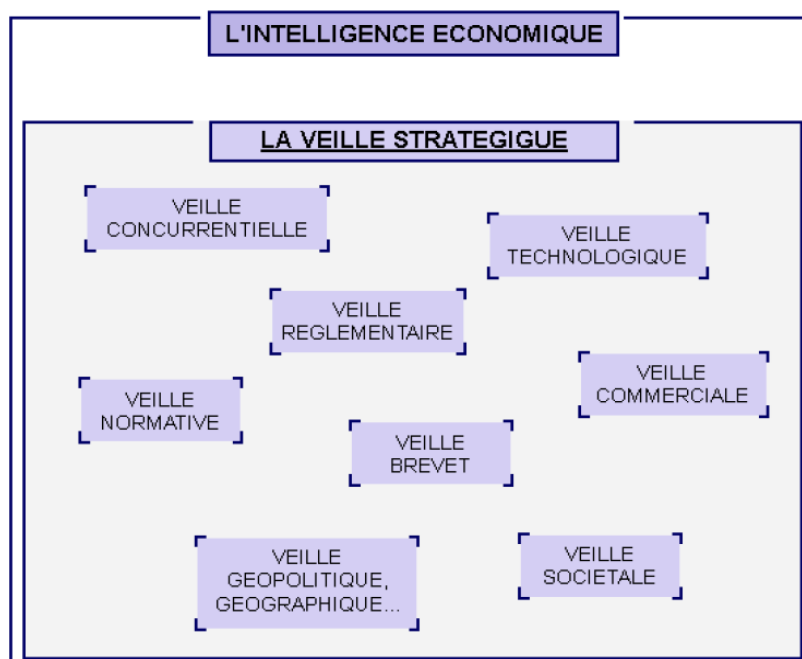 L'INTELLIGENCE ECONOMIQUE
LA VEILLE STRATEGIGUE
VEILLE
CONCURRENTIELLE
VEILLE
TECHNOLOGIQUE
VEILLE
REGLEMENTAIRE
VEILLE
COMMERCIALE
VEILLE
NORMATIVE
VEILLE
BREVET
VEILLE
GEOPOLITIQUE,
GEOGRAPHIQUE...
VEILLE
SOCIETALE